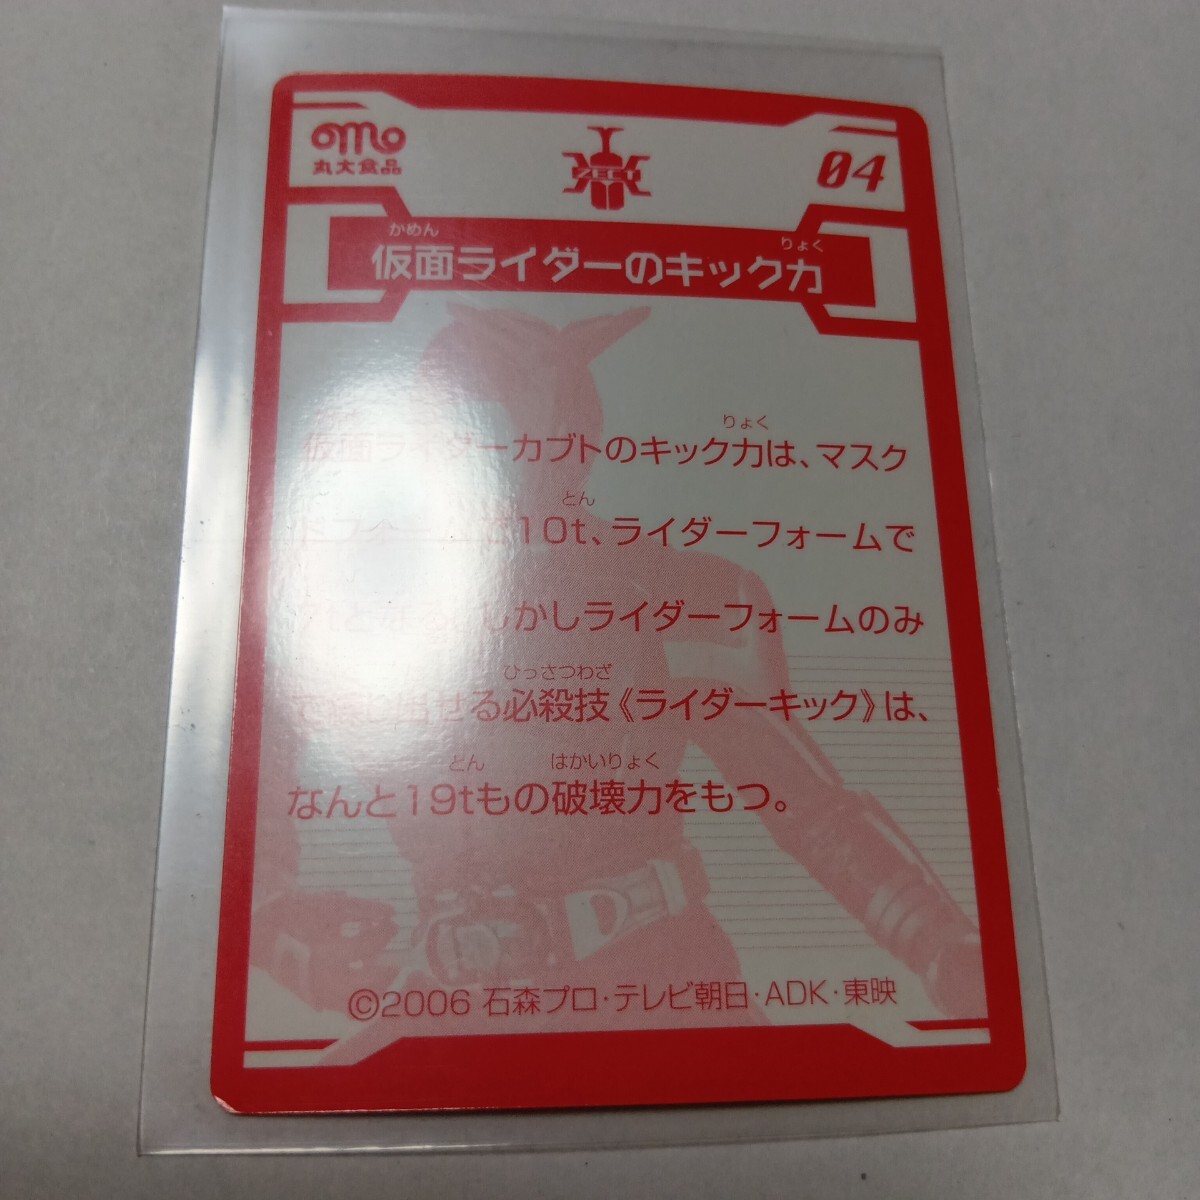 丸大食品
ZECT
04
かめん りょく
仮面ライダーのキック力
りょく
仮面ライダーカブトのキック力は、マスク
とん
ドフォームで10t、ライダーフォームで
となる しかしライダーフォームのみ
ひっさつわざ
で繰り出せる必殺技《ライダーキック》は、
とん はかいりょく
なんと19tもの破壊力をもつ。
©2006 石森プロ・テレビ朝日・ADK・東映